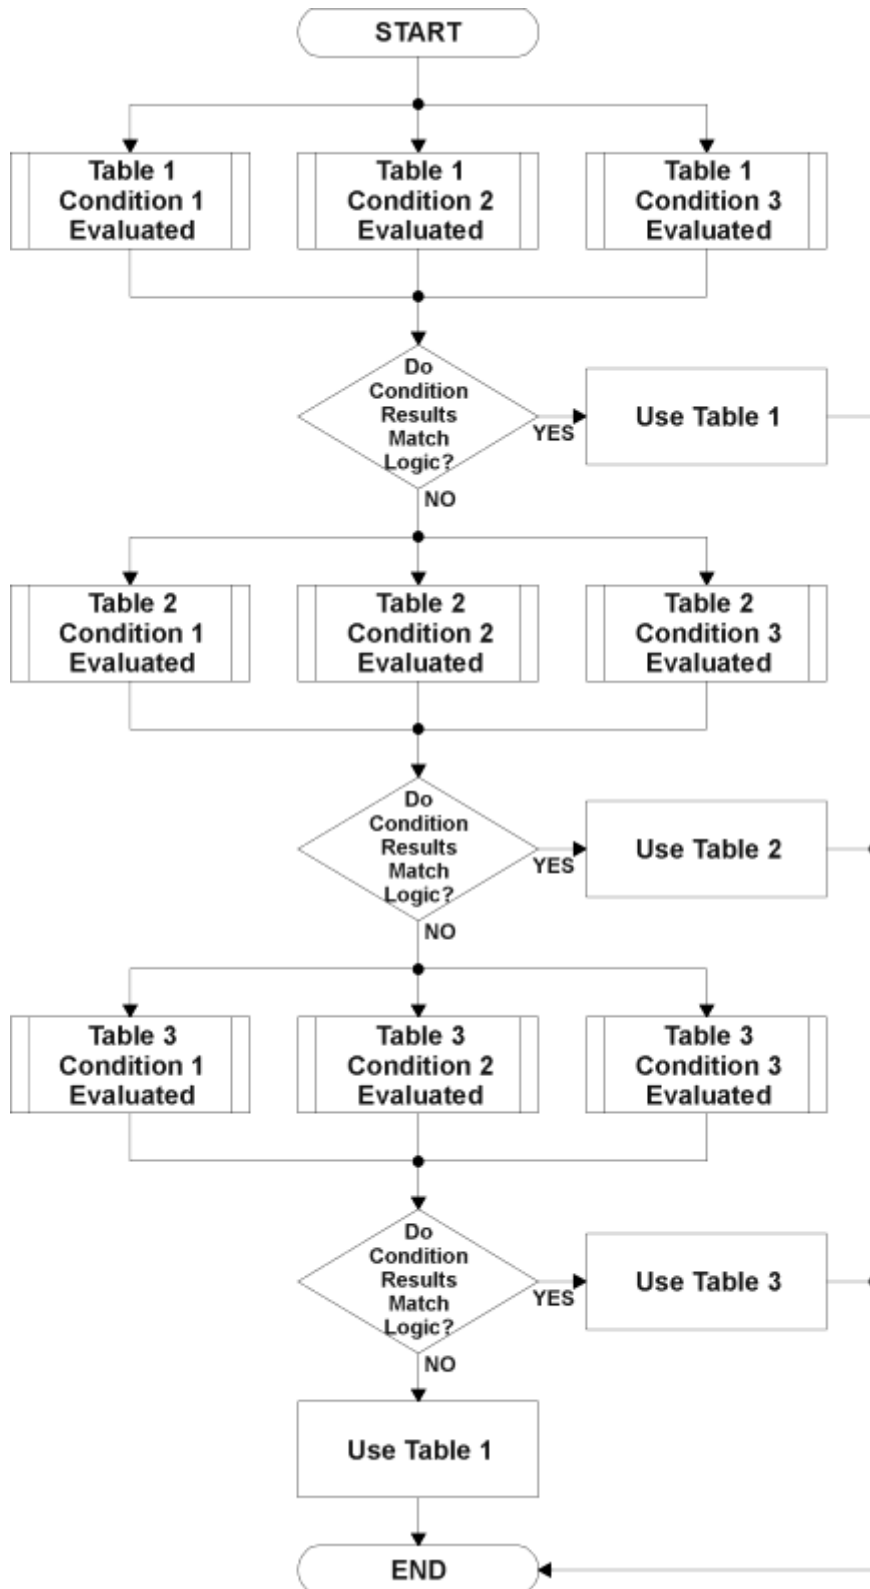 START
Table 1
Condition 1
Evaluated
Table 1
Condition 2
Evaluated
Table 1
Condition 3
Evaluated
Do
Condition
Results
Match
Logic?
YES
Use Table 1
NO
Table 2
Condition 1
Evaluated
Table 2
Condition 2
Evaluated
Table 2
Condition 3
Evaluated
Do
Condition
Results
Match
Logic?
YES
Use Table 2
NO
Table 3
Condition 1
Evaluated
Table 3
Condition 2
Evaluated
Table 3
Condition 3
Evaluated
Do
Condition
Results
Match
Logic?
YES
Use Table 3
NO
Use Table 1
END